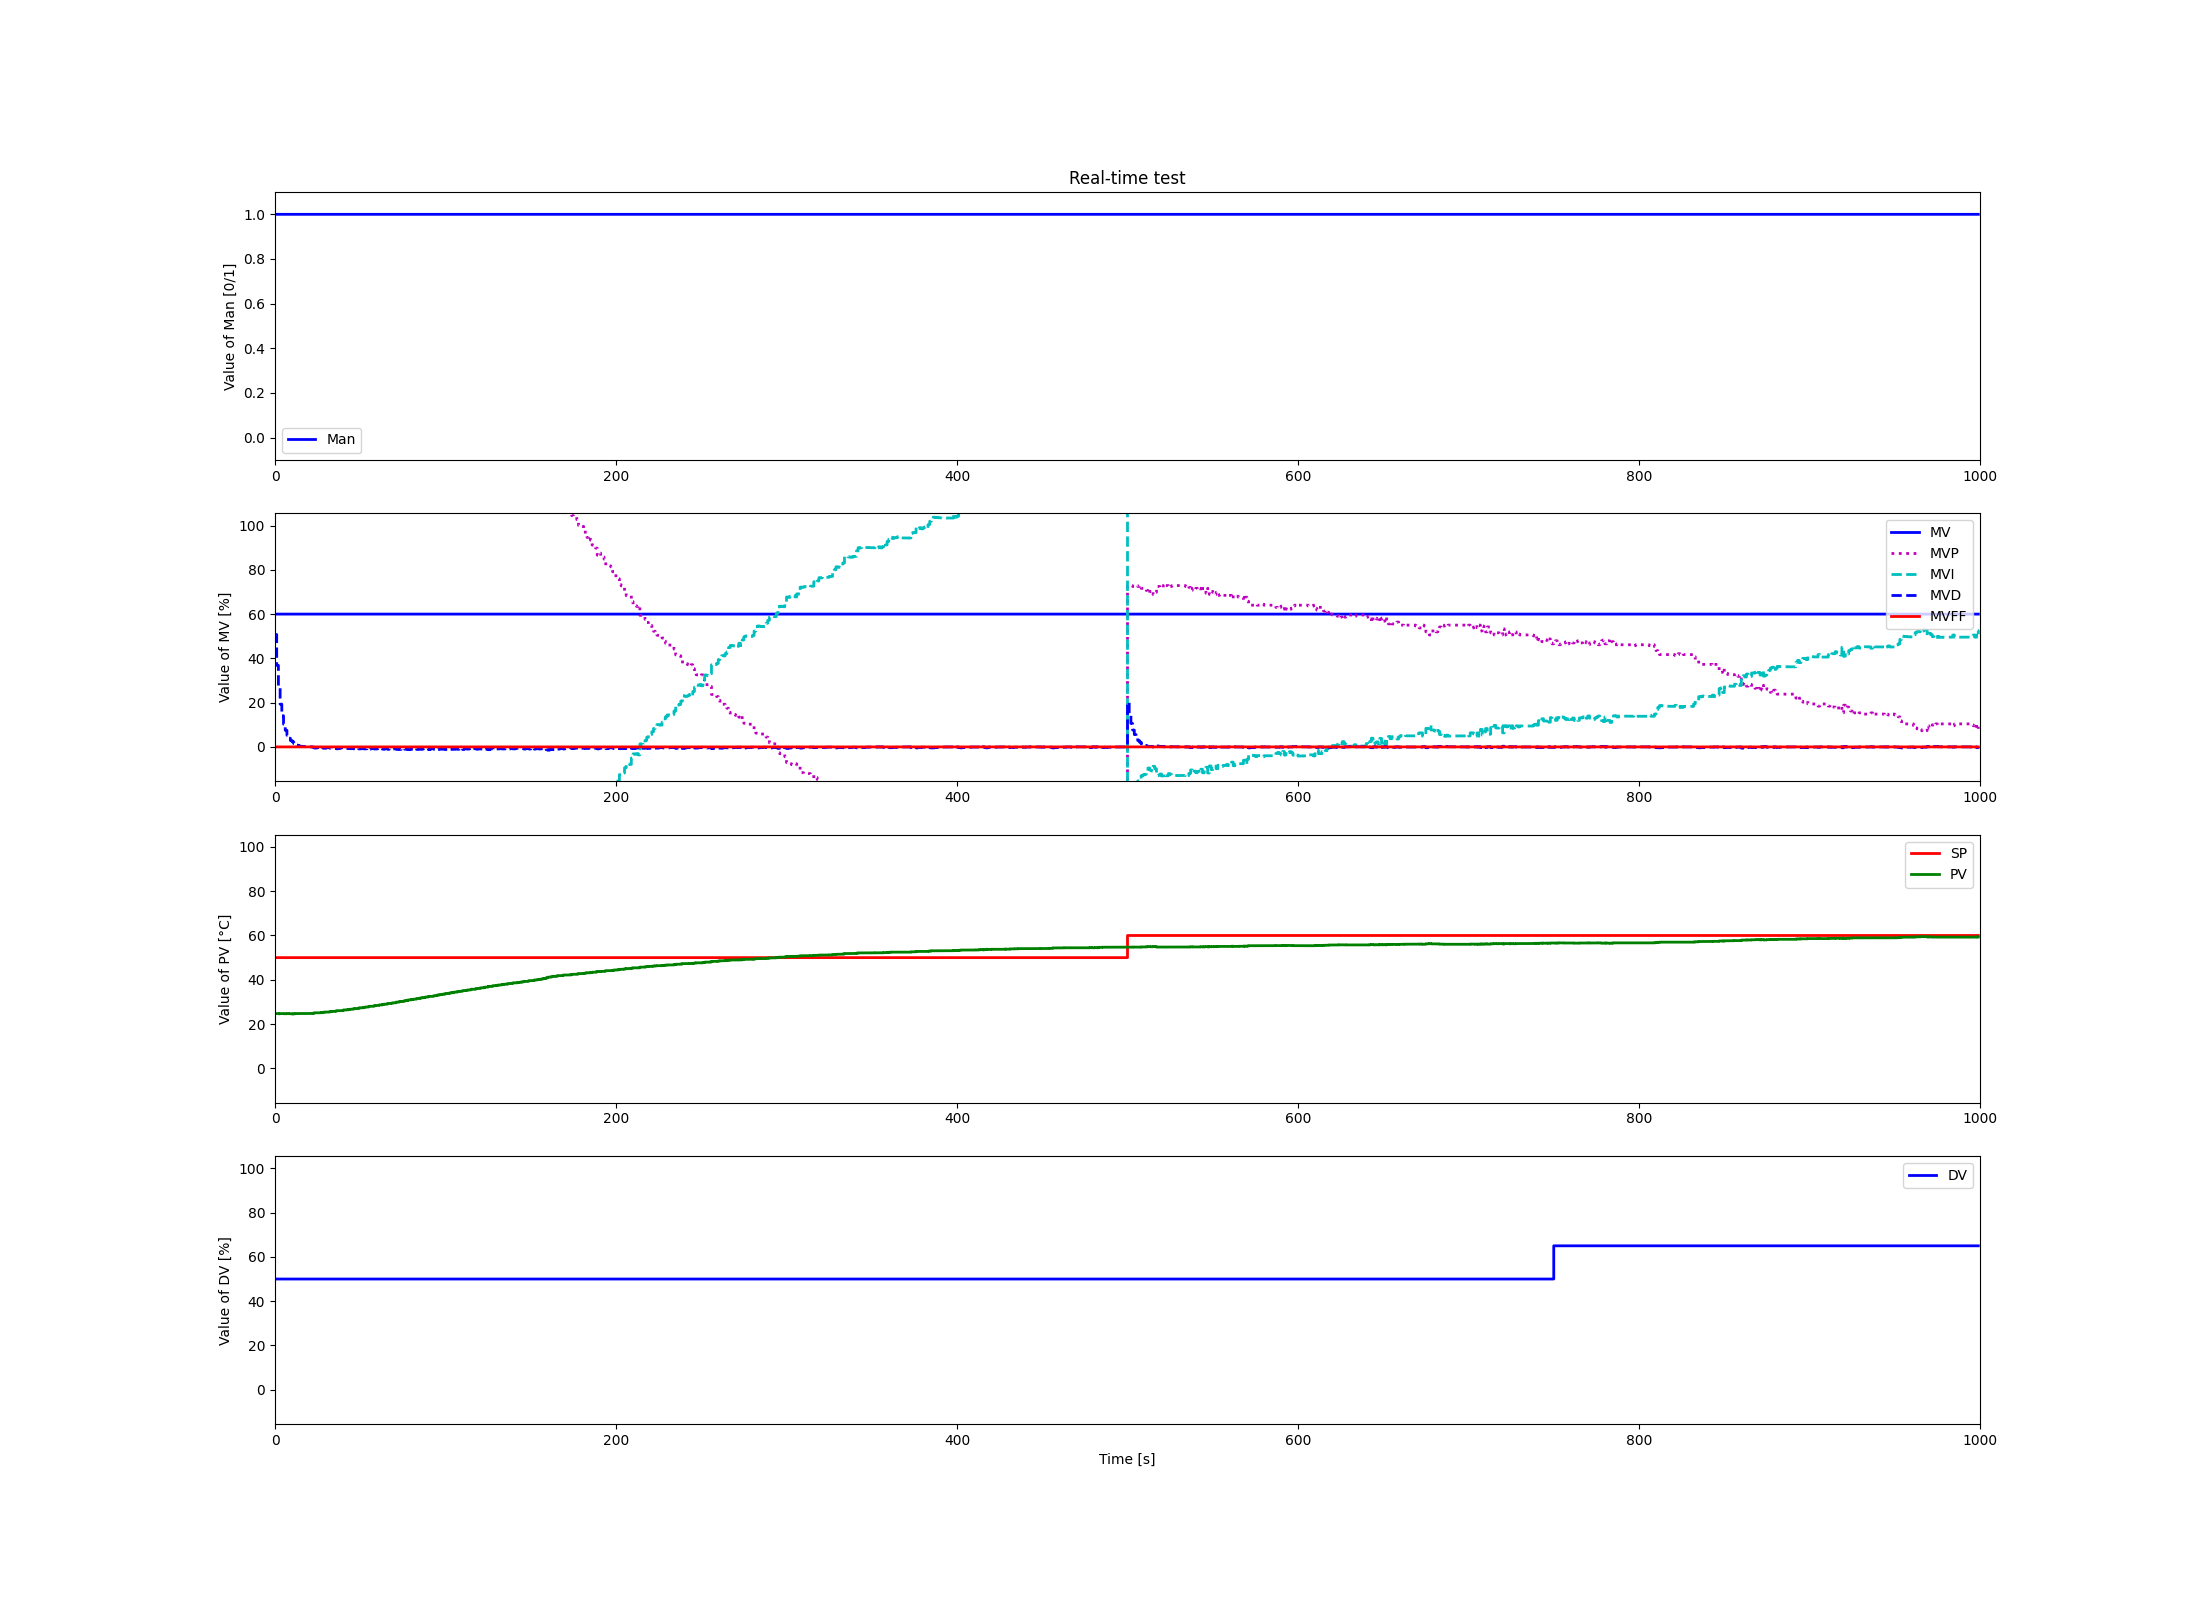 Real-time test
Value of Man [0/1]
1.0
0.8
0.6
0.4
0.2
0.0
Man
0 200 400 600 800 1000
Value of MV [%]
100
80
60
40
20
0
MV
MVP
MVI
MVD
MVFF
0 200 400 600 800 1000
Value of PV [°C]
100
80
60
40
20
0
SP
PV
0 200 400 600 800 1000
Value of DV [%]
100
80
60
40
20
0
DV
0 200 400 600 800 1000
Time [s]